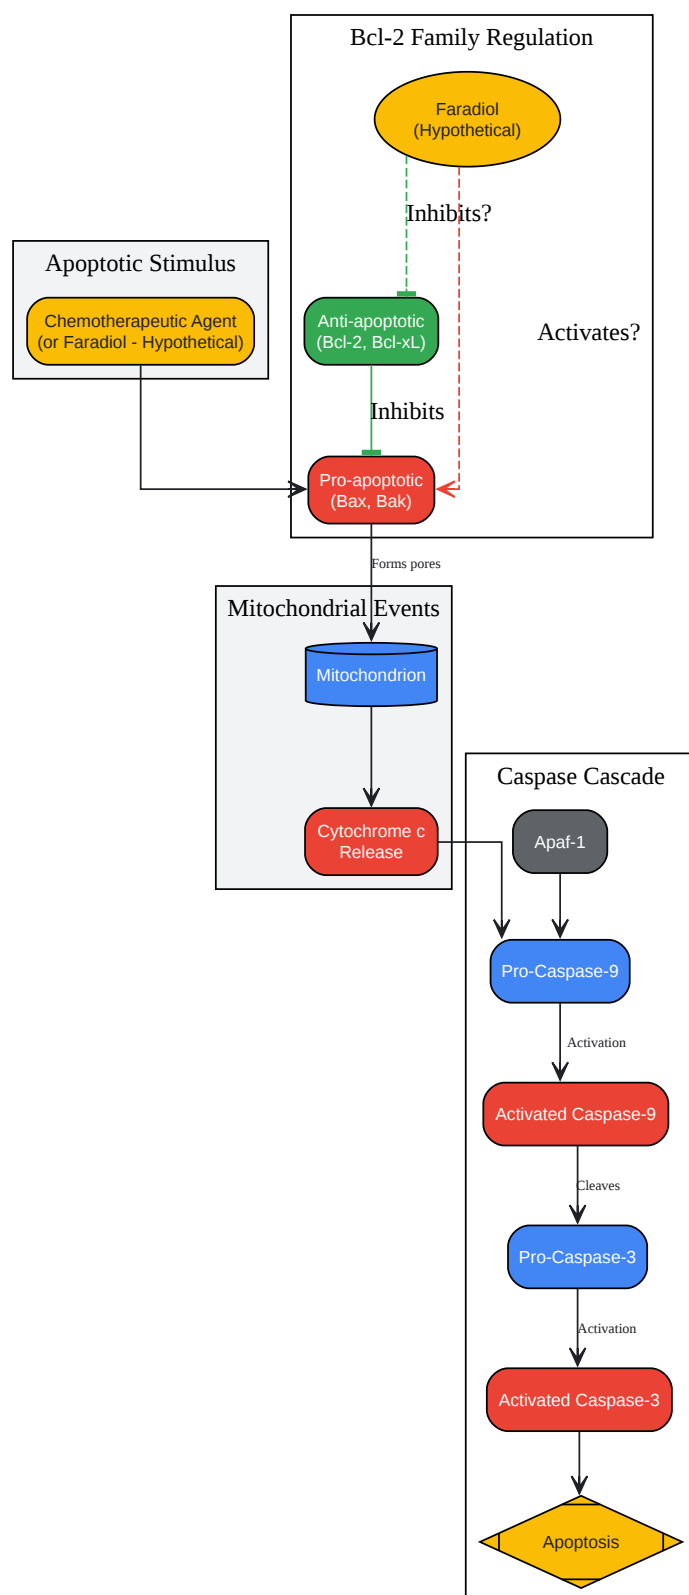 Bcl-2 Family Regulation
Faradiol
(Hypothetical)
Inhibits?
Apoptotic Stimulus
Chemotherapeutic Agent
(or Faradiol - Hypothetical)
Anti-apoptotic
(Bcl-2, Bcl-xL)
Activates?
Inhibits
Pro-apoptotic
(Bax, Bak)
Forms pores
Mitochondrial Events
Mitochondrion
Cytochrome c
Release
Caspase Cascade
Apaf-1
Pro-Caspase-9
Activation
Activated Caspase-9
Cleaves
Pro-Caspase-3
Activation
Activated Caspase-3
Apoptosis